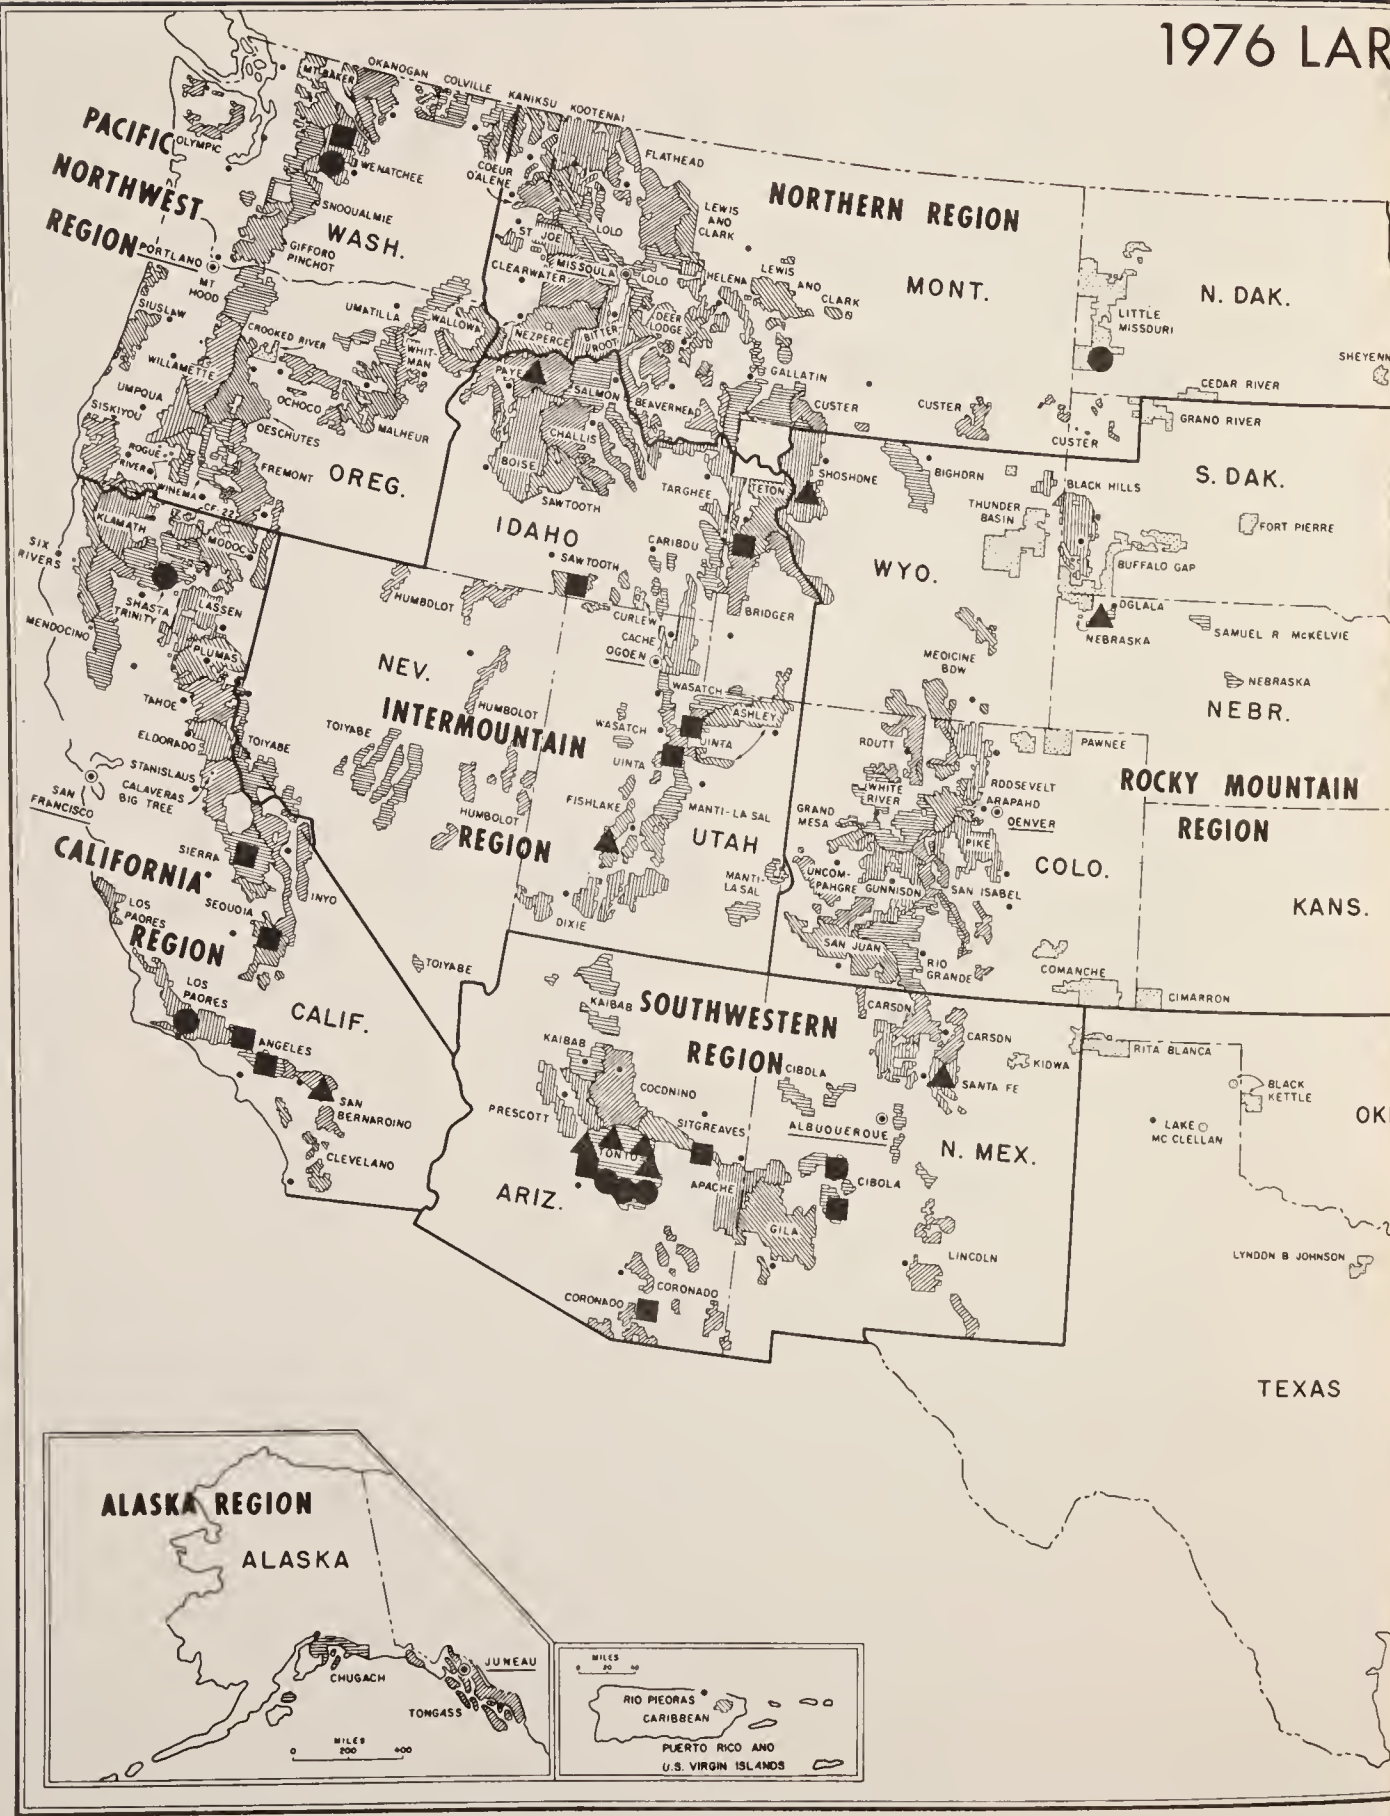 1976 LAR
MT. BAKER
OKANOGAN
COLVILLE
KANIKSU
KOOTENAI
PACIFIC
NORTHWEST
REGION
OLYMPIC
WENATCHEE
COEUR
D'ALENE
FLATHEAD
SNOQUALMIE
WASH.
GIFFORD
PINCHOT
PORTLAND
MT
HOOD
ST. JOE
LOLO
LEWIS
AND
CLARK
NORTHERN REGION
MONT.
N. DAK.
CLEARWATER
MISSOULA
LOLO
HELENA
LEWIS
AND
CLARK
LITTLE
MISSOURI
SHEYENN
SIUSLAW
UMATILLA
WALLOWA
WHIT-
MAN
CROOKED RIVER
NEZPERCE
BITTER-
ROOT
DEER
LODGE
WILLAMETTE
UMPQUA
OCHOCO
MALHEUR
PAYE
SALMON
BEAVERHEAD
GALLATIN
CUSTER
CUSTER
CUSTER
CEDAR RIVER
GRAND RIVER
SISKIYOU
DESCHUTES
ROGUE
RIVER
FREMONT
OREG.
WINEMA
CF-22
CHALLIS
BOISE
SAWTOOTH
IDAHO
TARGHEE
TETON
SHOSHONE
BIGHORN
BLACK HILLS
THUNDER
BASIN
S. DAK.
FORT PIERRE
BUFFALO GAP
WYO.
KLAMATH
MODOC
SIX
RIVERS
SHASTA
TRINITY
LASSEN
MENDOCINO
PLUMAS
HUMBOLDT
SAWTOOTH
CARIBOU
CURLEW
CACHE
OGDEN
BRIDGER
OGLALA
NEBRASKA
SAMUEL R McKELVIE
NEBRASKA
NEBR.
MEDICINE
BOW
NEV.
INTERMOUNTAIN
REGION
TAHOE
ELDORADO
TOIYABE
TOIYABE
HUMBOLDT
HUMBOLDT
WASATCH
WASATCH
ASHLEY
UINTA
UINTA
FISHLAKE
MANTI-LA SAL
UTAH
MANTI-
LA SAL
DIXIE
ROUTT
PAWNEE
ROCKY MOUNTAIN
REGION
WHITE
RIVER
ROOSEVELT
ARAPAHO
DENVER
GRAND
MESA
PIKE
COLO.
UNCOM-
PAHGRE
GUNNISON
SAN ISABEL
KANS.
SAN JUAN
RIO
GRANDE
COMANCHE
CIMARRON
STANISLAUS
CALAVERAS
BIG TREE
SAN
FRANCISCO
CALIFORNIA
REGION
SIERRA
SEQUOIA
INYO
LOS
PADRES
LOS
PADRES
CALIF.
TOIYABE
ANGELES
SAN
BERNARDINO
CLEVELAND
KAIBAB
KAIBAB
SOUTHWESTERN
REGION
COCONINO
PRESCOTT
SITGREAVES
TONTO
APACHE
ARIZ.
CORONADO
CORONADO
CARSON
CARSON
KIOWA
SANTA FE
CIBOLA
ALBUQUERQUE
N. MEX.
CIBOLA
GILA
LINCOLN
RITA BLANCA
BLACK
KETTLE
LAKE
MC CLELLAN
OK
LYNDON B JOHNSON
TEXAS
ALASKA REGION
ALASKA
CHUGACH
JUNEAU
TONGASS
MILES
0 200 400
MILES
0 20 40
RIO PIEDRAS
CARIBBEAN
PUERTO RICO AND
U.S. VIRGIN ISLANDS